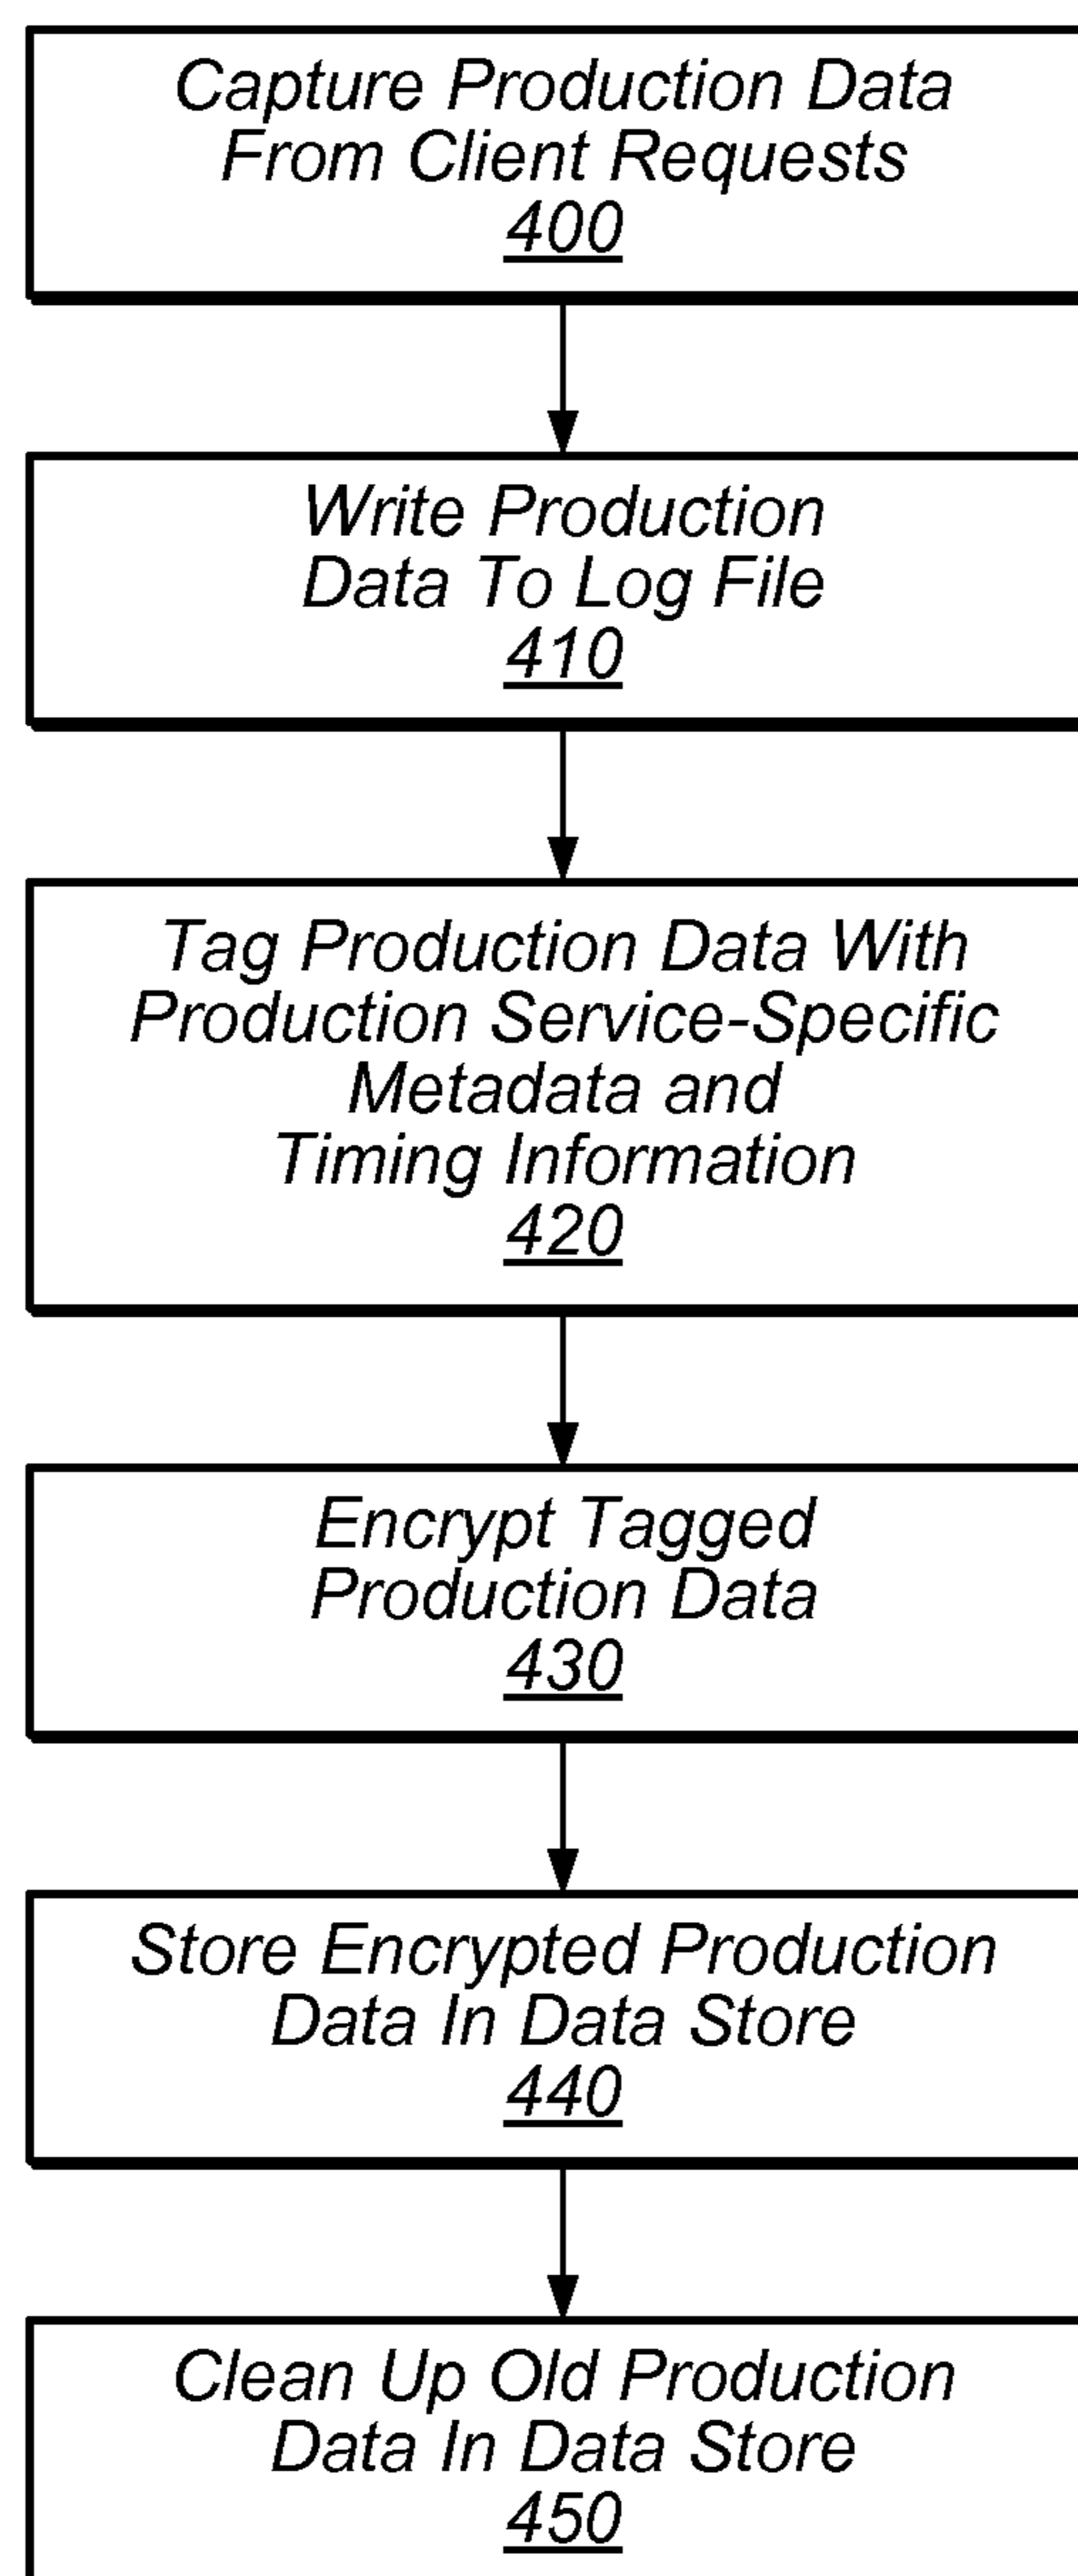 Capture Production Data
From Client Requests
400
Write Production
Data To Log File
410
Tag Production Data With
Production Service-Specific
Metadata and
Timing Information
420
Encrypt Tagged
Production Data
430
Store Encrypted Production
Data In Data Store
440
Clean Up Old Production
Data In Data Store
450